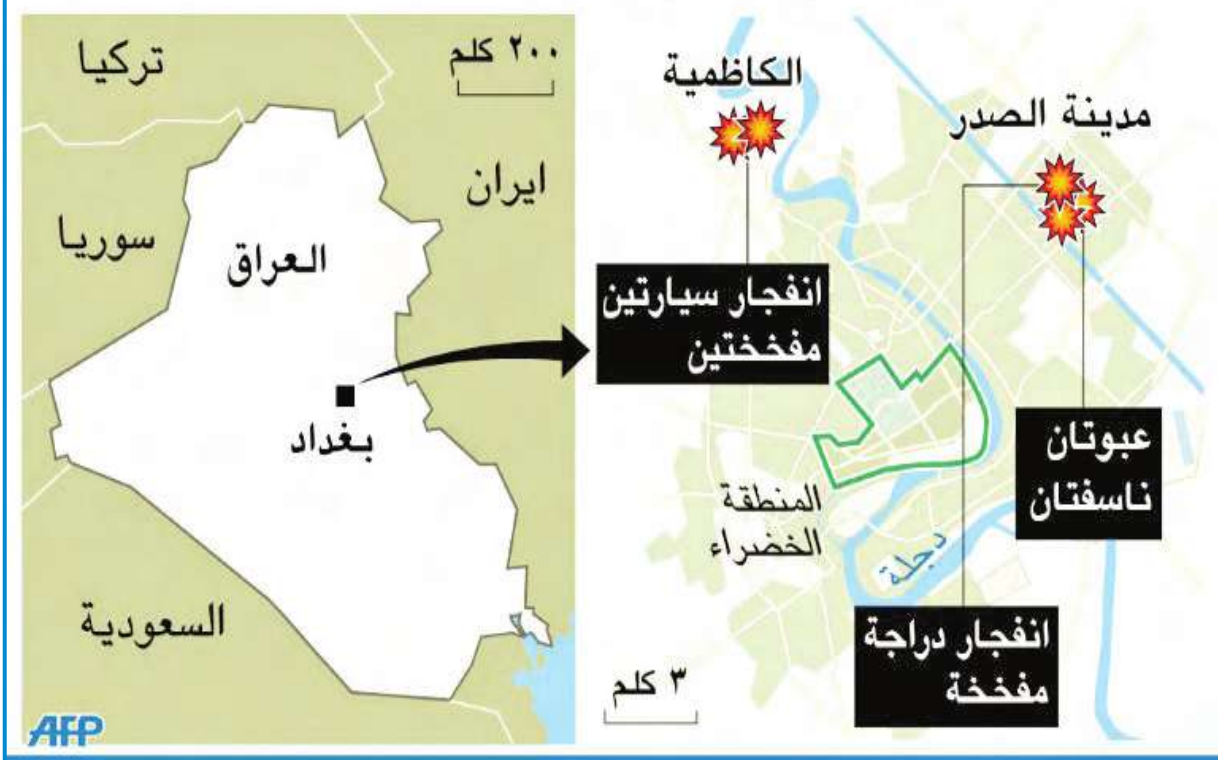 تركيا
٢٠٠ كلم
ايران
سوريا
العراق
بغداد
السعودية
AFP
الكاظمية
مدينة الصدر
انفجار سيارتين
مفخختين
عبوتان
ناسفتان
المنطقة
الخضراء
دجلة
انفجار دراجة
مفخخة
٣ كلم